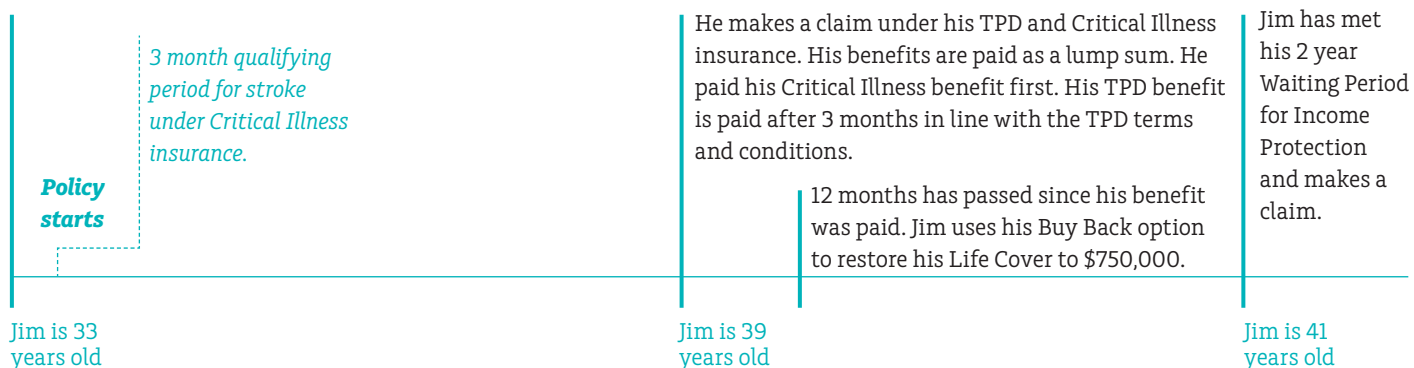 3 month qualifying
period for stroke
under Critical Illness
insurance.
Policy
starts
He makes a claim under his TPD and Critical Illness
insurance. His benefits are paid as a lump sum. He
paid his Critical Illness benefit first. His TPD benefit
is paid after 3 months in line with the TPD terms
and conditions.
12 months has passed since his benefit
was paid. Jim uses his Buy Back option
to restore his Life Cover to $750,000.
Jim has met
his 2 year
Waiting Period
for Income
Protection
and makes a
claim.
Jim is 33
years old
Jim is 39
years old
Jim is 41
years old